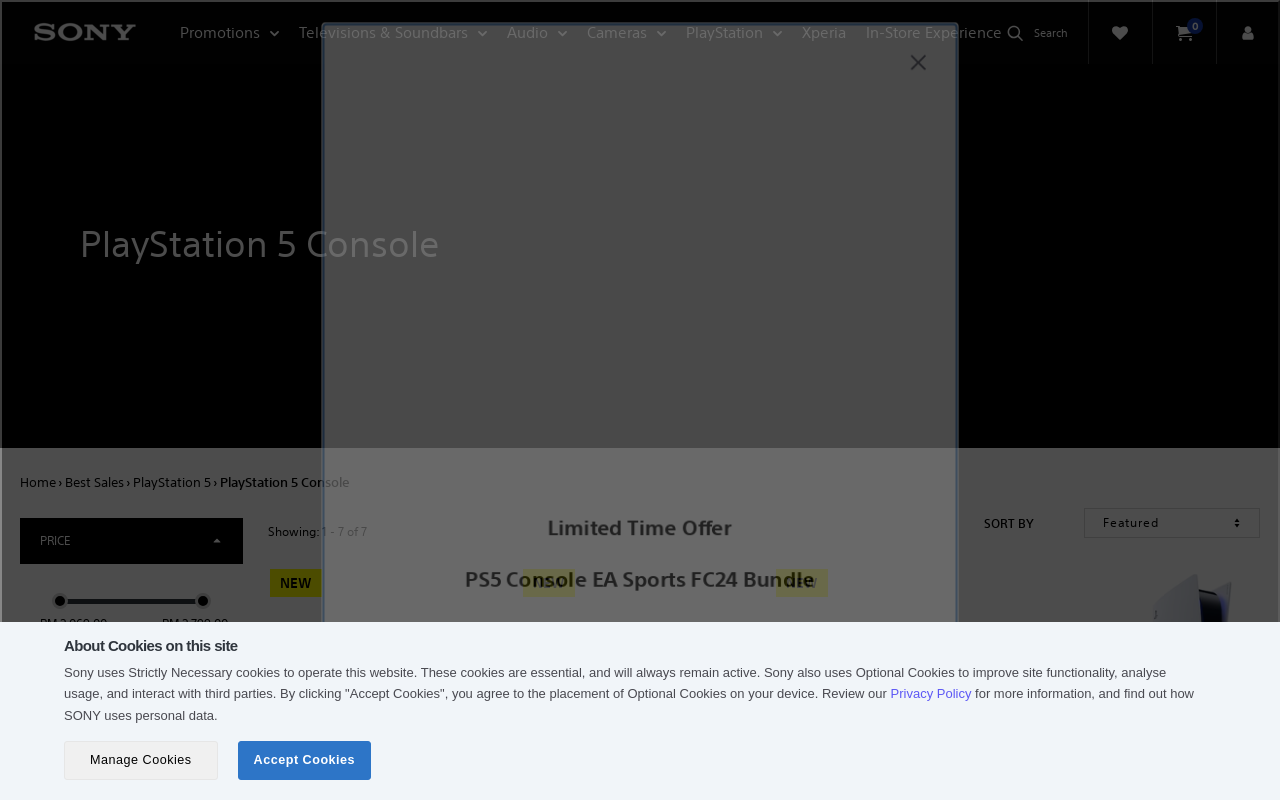 SONY
Promotions
Televisions & Soundbars
Audio
Cameras
PlayStation
Xperia
In-Store Experience
Search
0
PlayStation 5 Console
Home › Best Sales › PlayStation 5 › PlayStation 5 Console
PRICE
Showing: 1 - 7 of 7
SORT BY
Featured
Limited Time Offer
NEW
PS5 Console EA Sports FC24 Bundle
About Cookies on this site
Sony uses Strictly Necessary cookies to operate this website. These cookies are essential, and will always remain active. Sony also uses Optional Cookies to improve site functionality, analyse
usage, and interact with third parties. By clicking "Accept Cookies", you agree to the placement of Optional Cookies on your device. Review our Privacy Policy for more information, and find out how
SONY uses personal data.
Manage Cookies
Accept Cookies